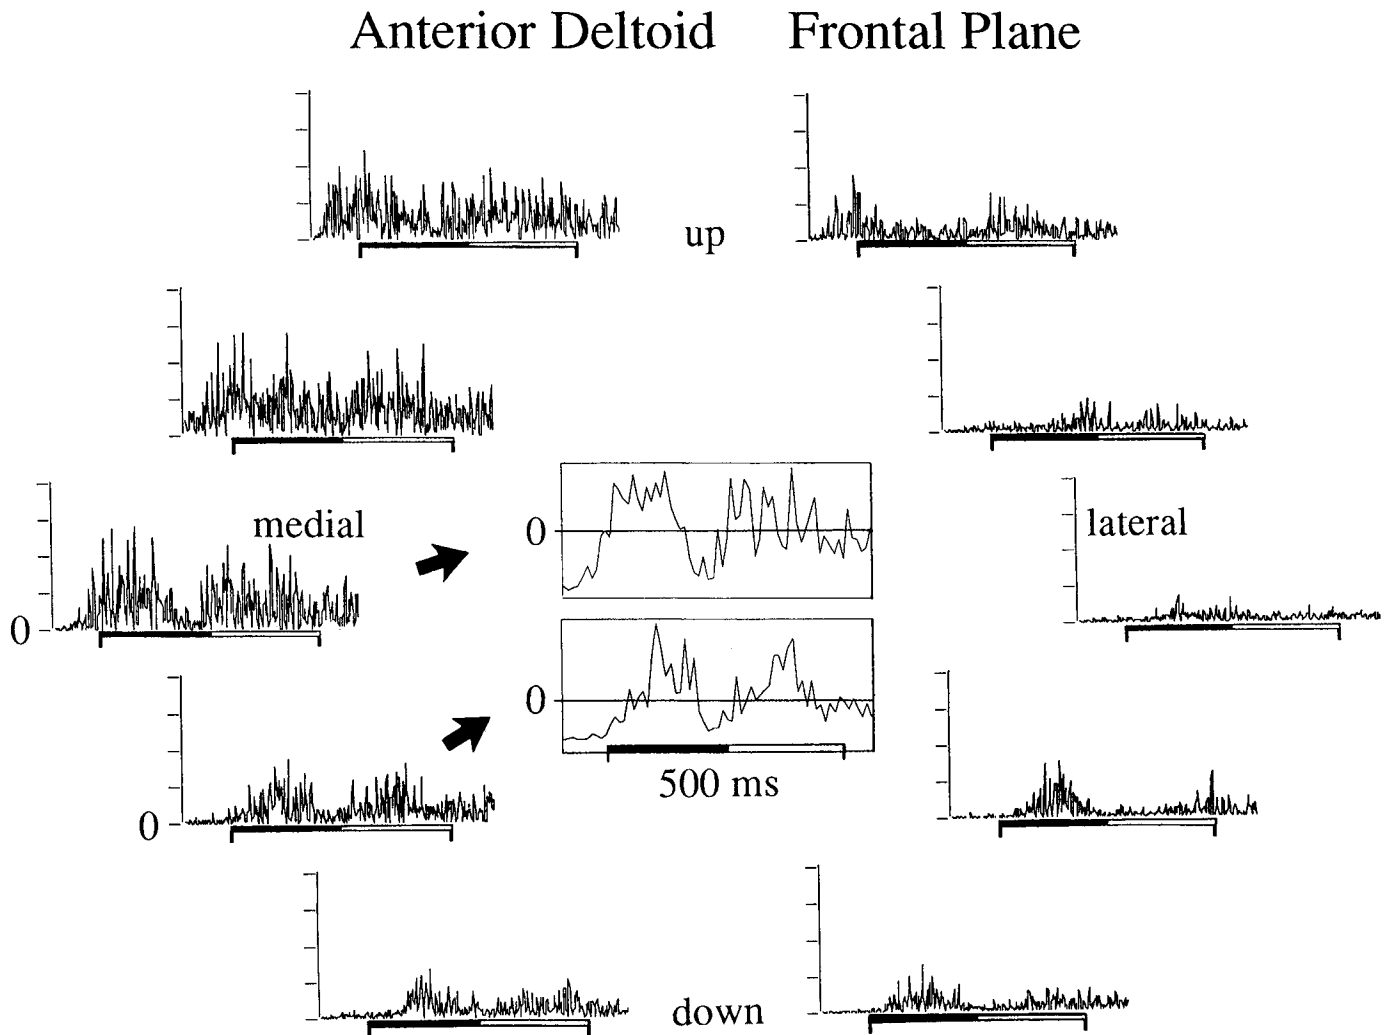 Anterior Deltoid Frontal Plane
up
medial
lateral
0
0
0
500 ms
0
down